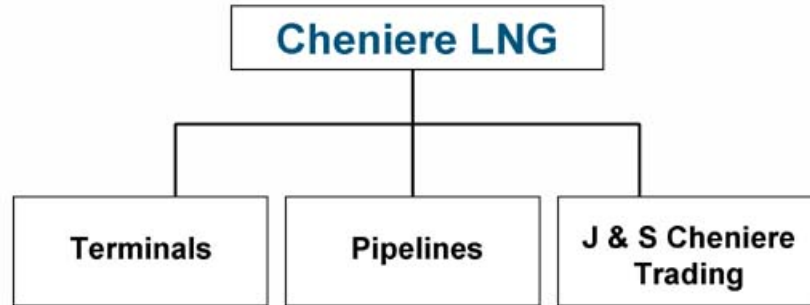 Cheniere LNG
Terminals
Pipelines
J & S Cheniere
Trading